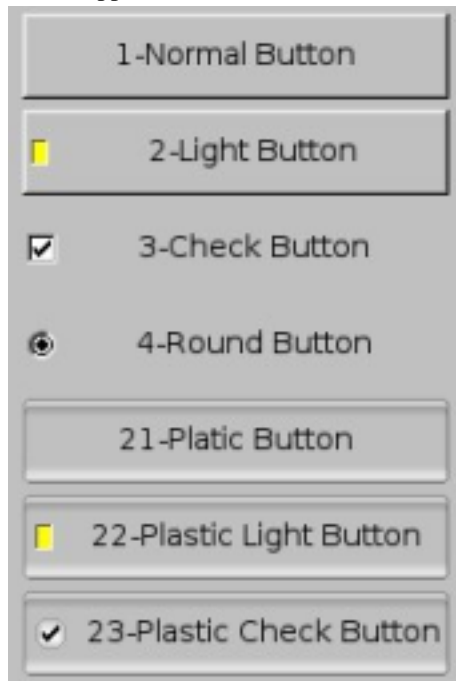 1-Normal Button
2-Light Button
3-Check Button
4-Round Button
21-Platic Button
22-Plastic Light Button
23-Plastic Check Button